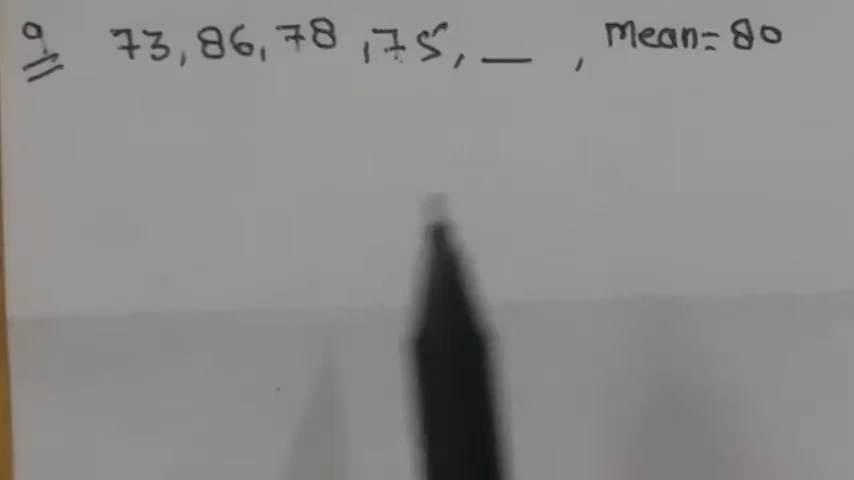 9 73, 86, 78, 75, __ , Mean= 80